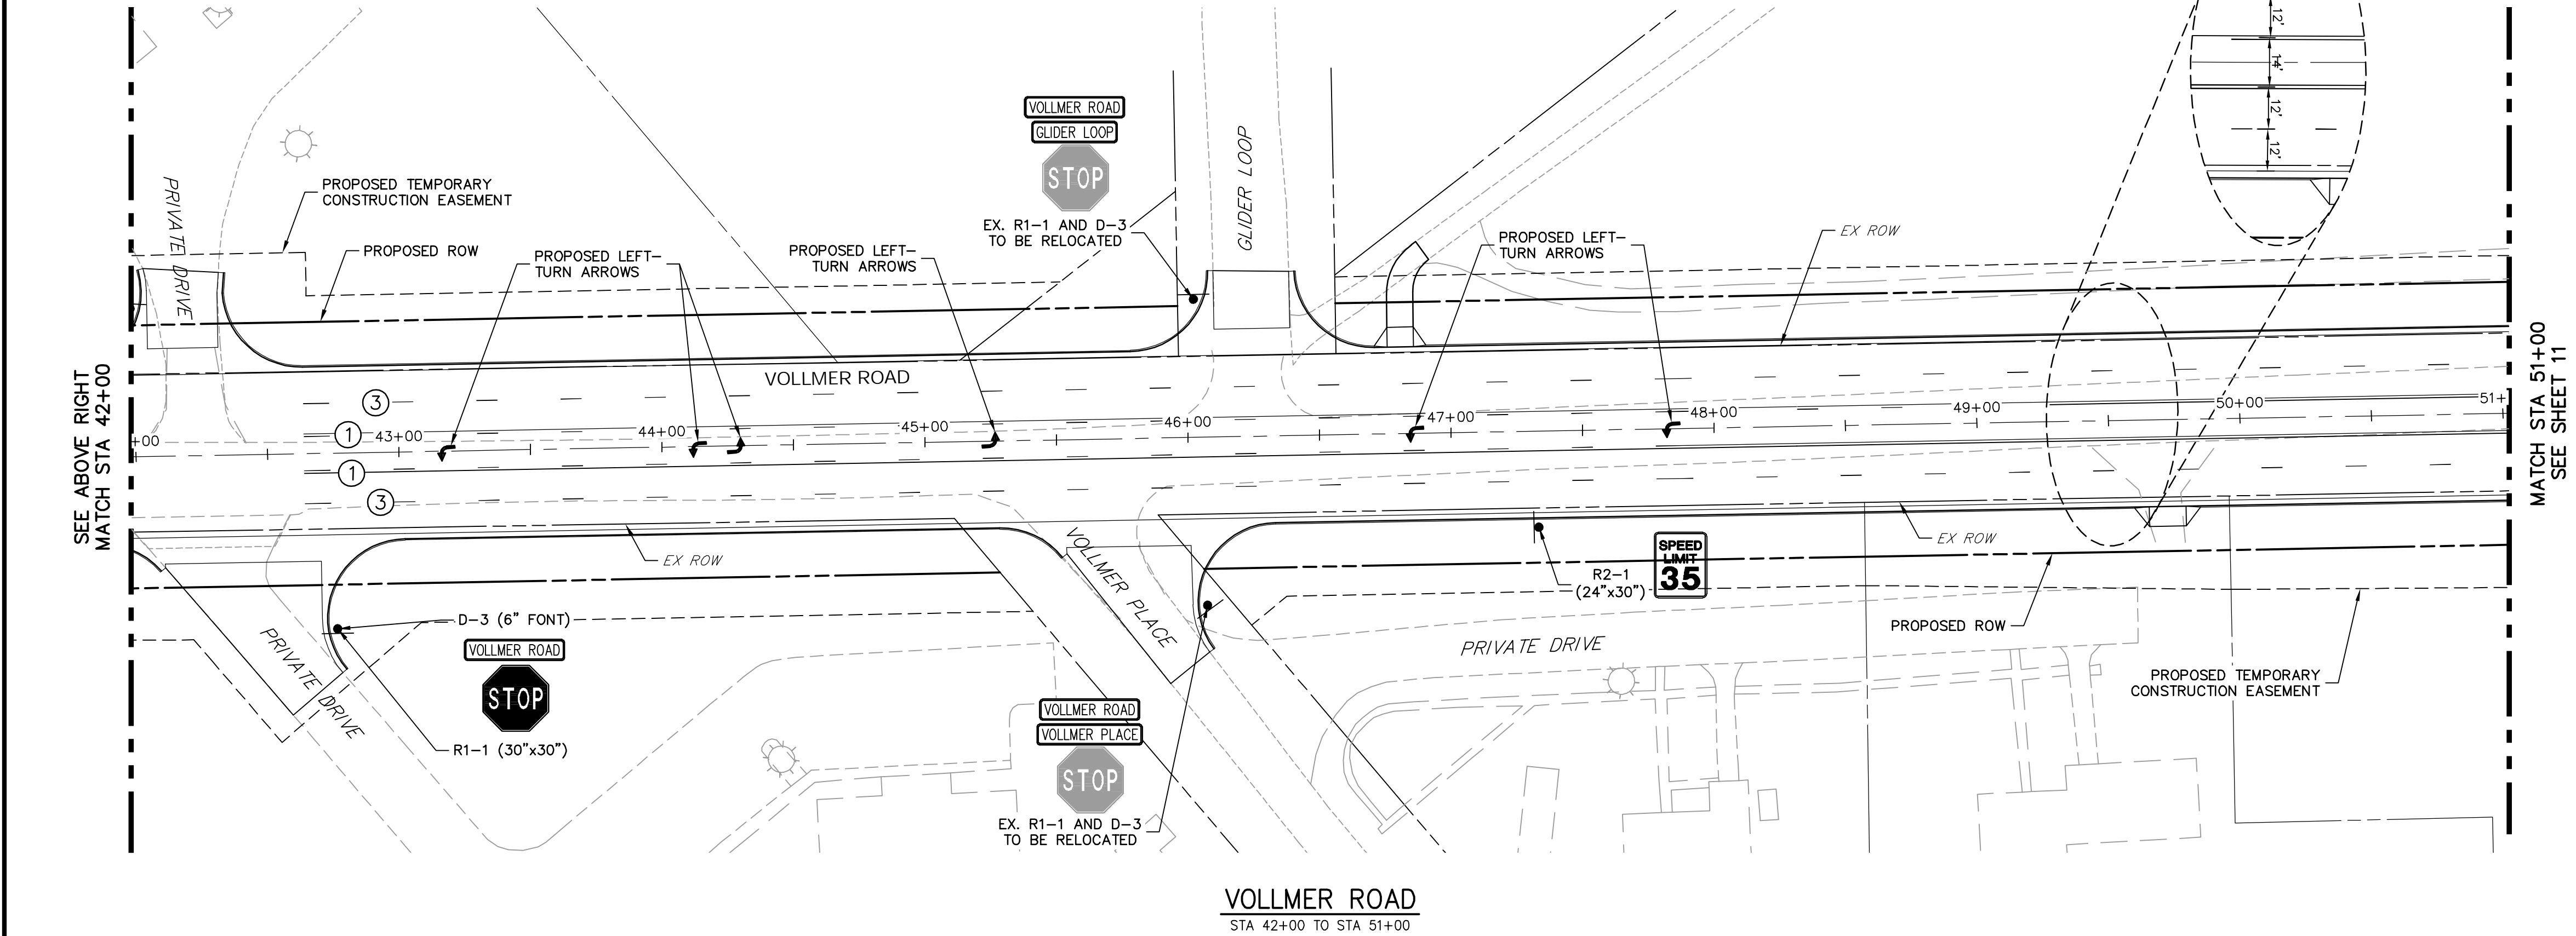 12'
14'
12'
12'
VOLLMER ROAD
GLIDER LOOP
STOP
EX. R1-1 AND D-3
TO BE RELOCATED
GLIDER LOOP
PRIVATE DRIVE
PROPOSED TEMPORARY
CONSTRUCTION EASEMENT
PROPOSED ROW
PROPOSED LEFT-
TURN ARROWS
PROPOSED LEFT-
TURN ARROWS
PROPOSED LEFT-
TURN ARROWS
EX ROW
SEE ABOVE RIGHT
MATCH STA 42+00
MATCH STA 51+00
SEE SHEET 11
VOLLMER ROAD
3
1
+00
43+00
44+00
45+00
46+00
47+00
48+00
49+00
50+00
51+
1
3
EX ROW
VOLLMER PLACE
R2-1
(24"x30")
SPEED
LIMIT
35
EX ROW
PROPOSED ROW
PRIVATE DRIVE
PROPOSED TEMPORARY
CONSTRUCTION EASEMENT
PRIVATE DRIVE
D-3 (6" FONT)
VOLLMER ROAD
STOP
R1-1 (30"x30")
VOLLMER ROAD
VOLLMER PLACE
STOP
EX. R1-1 AND D-3
TO BE RELOCATED
VOLLMER ROAD
STA 42+00 TO STA 51+00